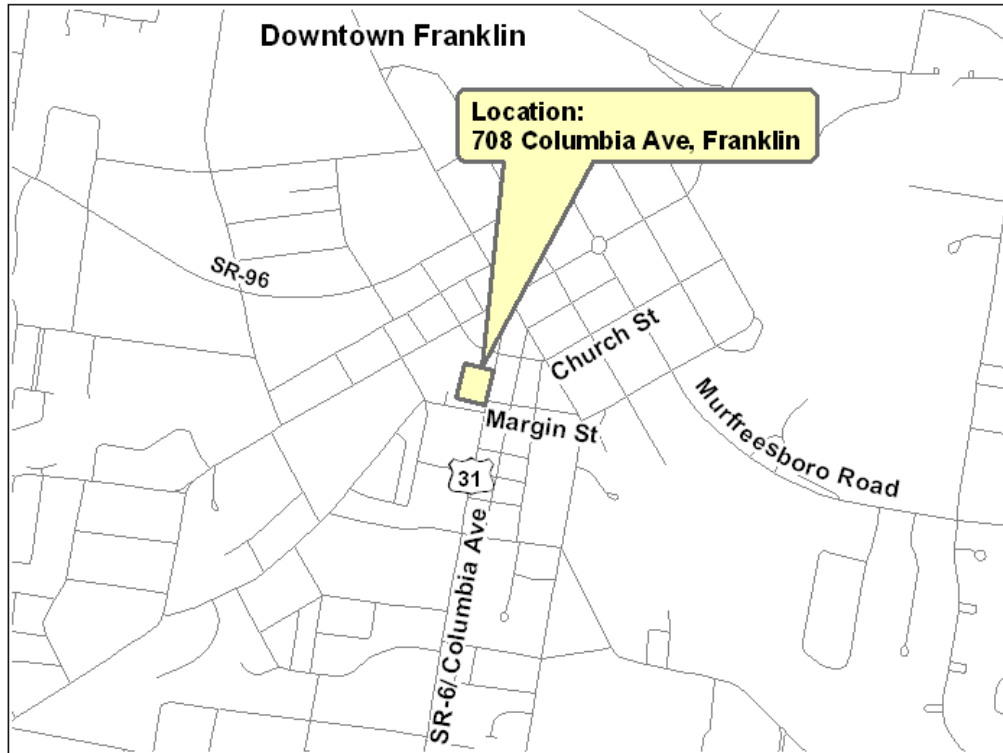 Downtown Franklin
Location:
708 Columbia Ave, Franklin
SR-96
Church St
Margin St
Murfreesboro Road
31
SR-6/ Columbia Ave